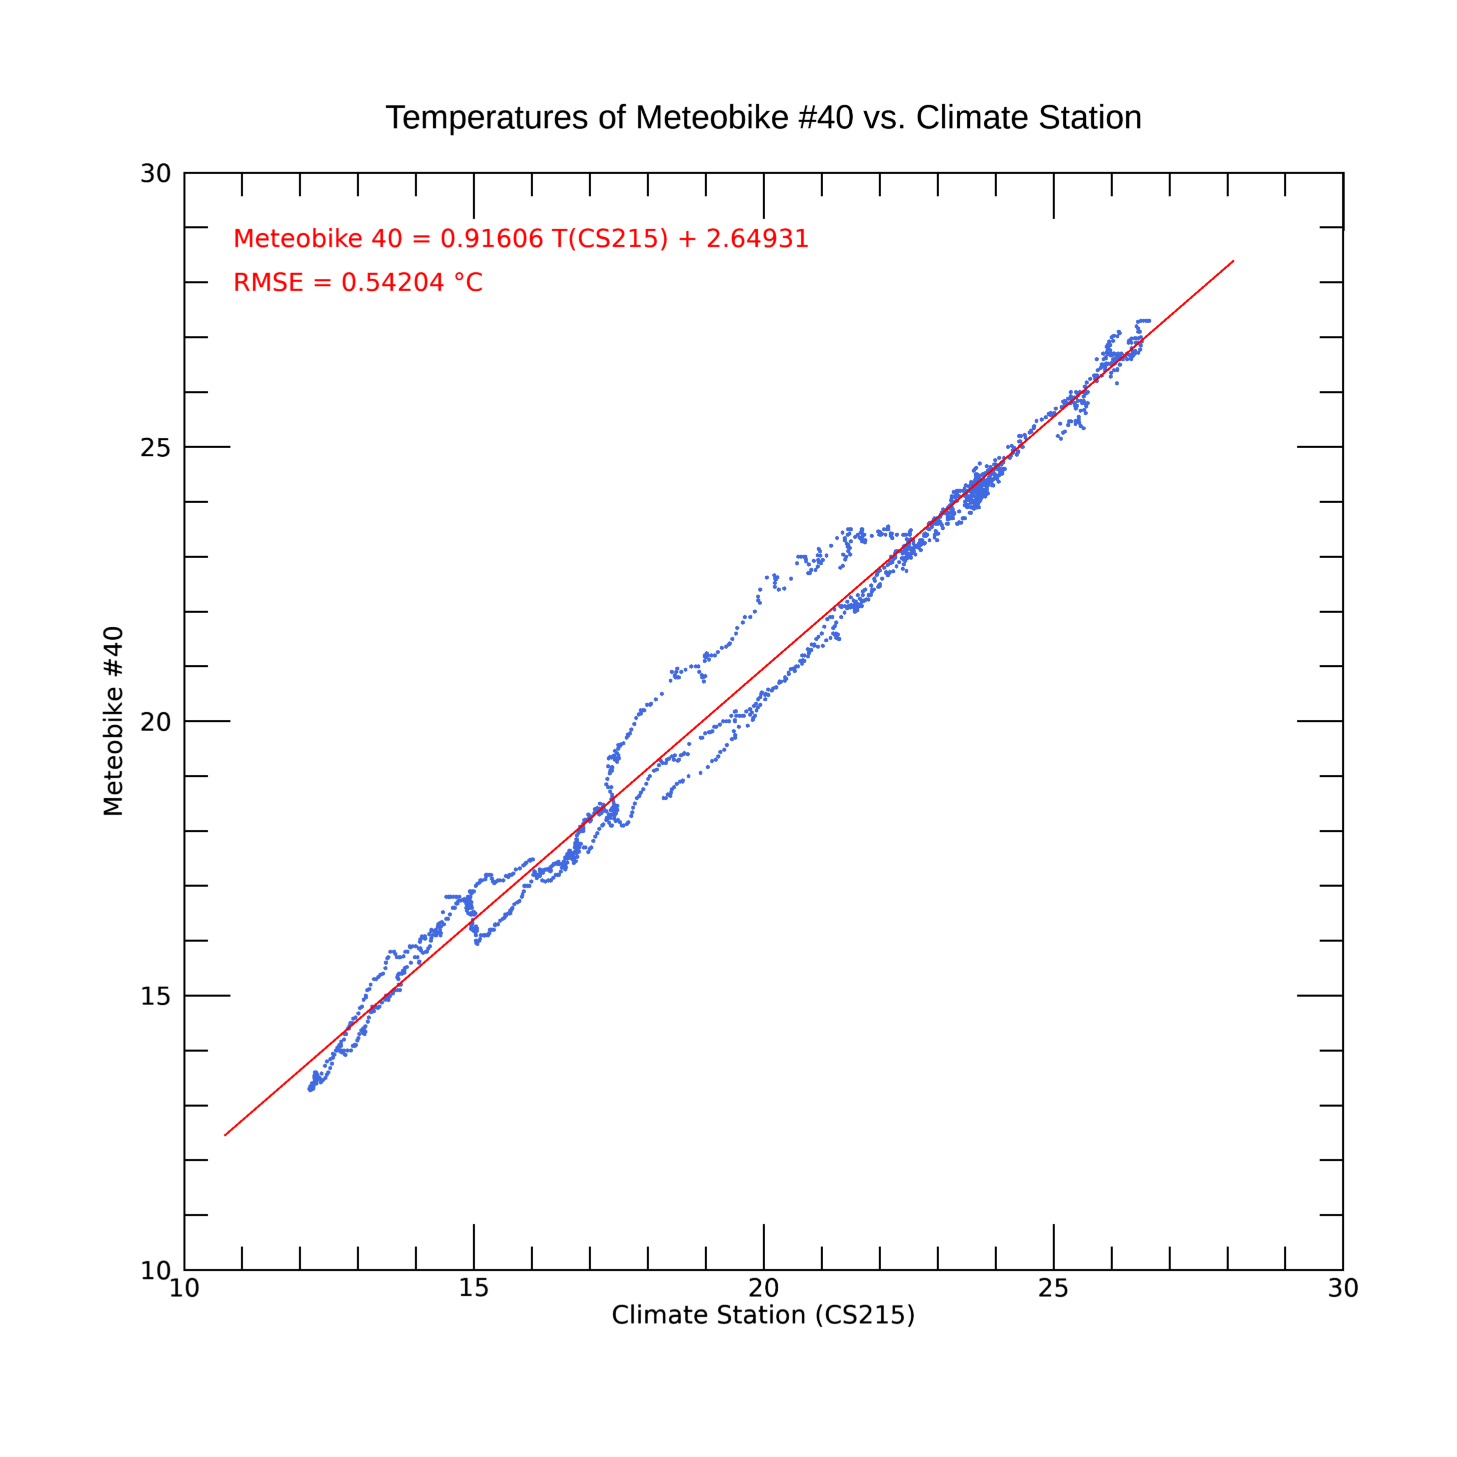 Temperatures of Meteobike #40 vs. Climate Station
30
Meteobike 40 = 0.91606 T(CS215) + 2.64931
RMSE = 0.54204 °C
25
Meteobike #40
20
15
10
10 15 20 25 30
Climate Station (CS215)